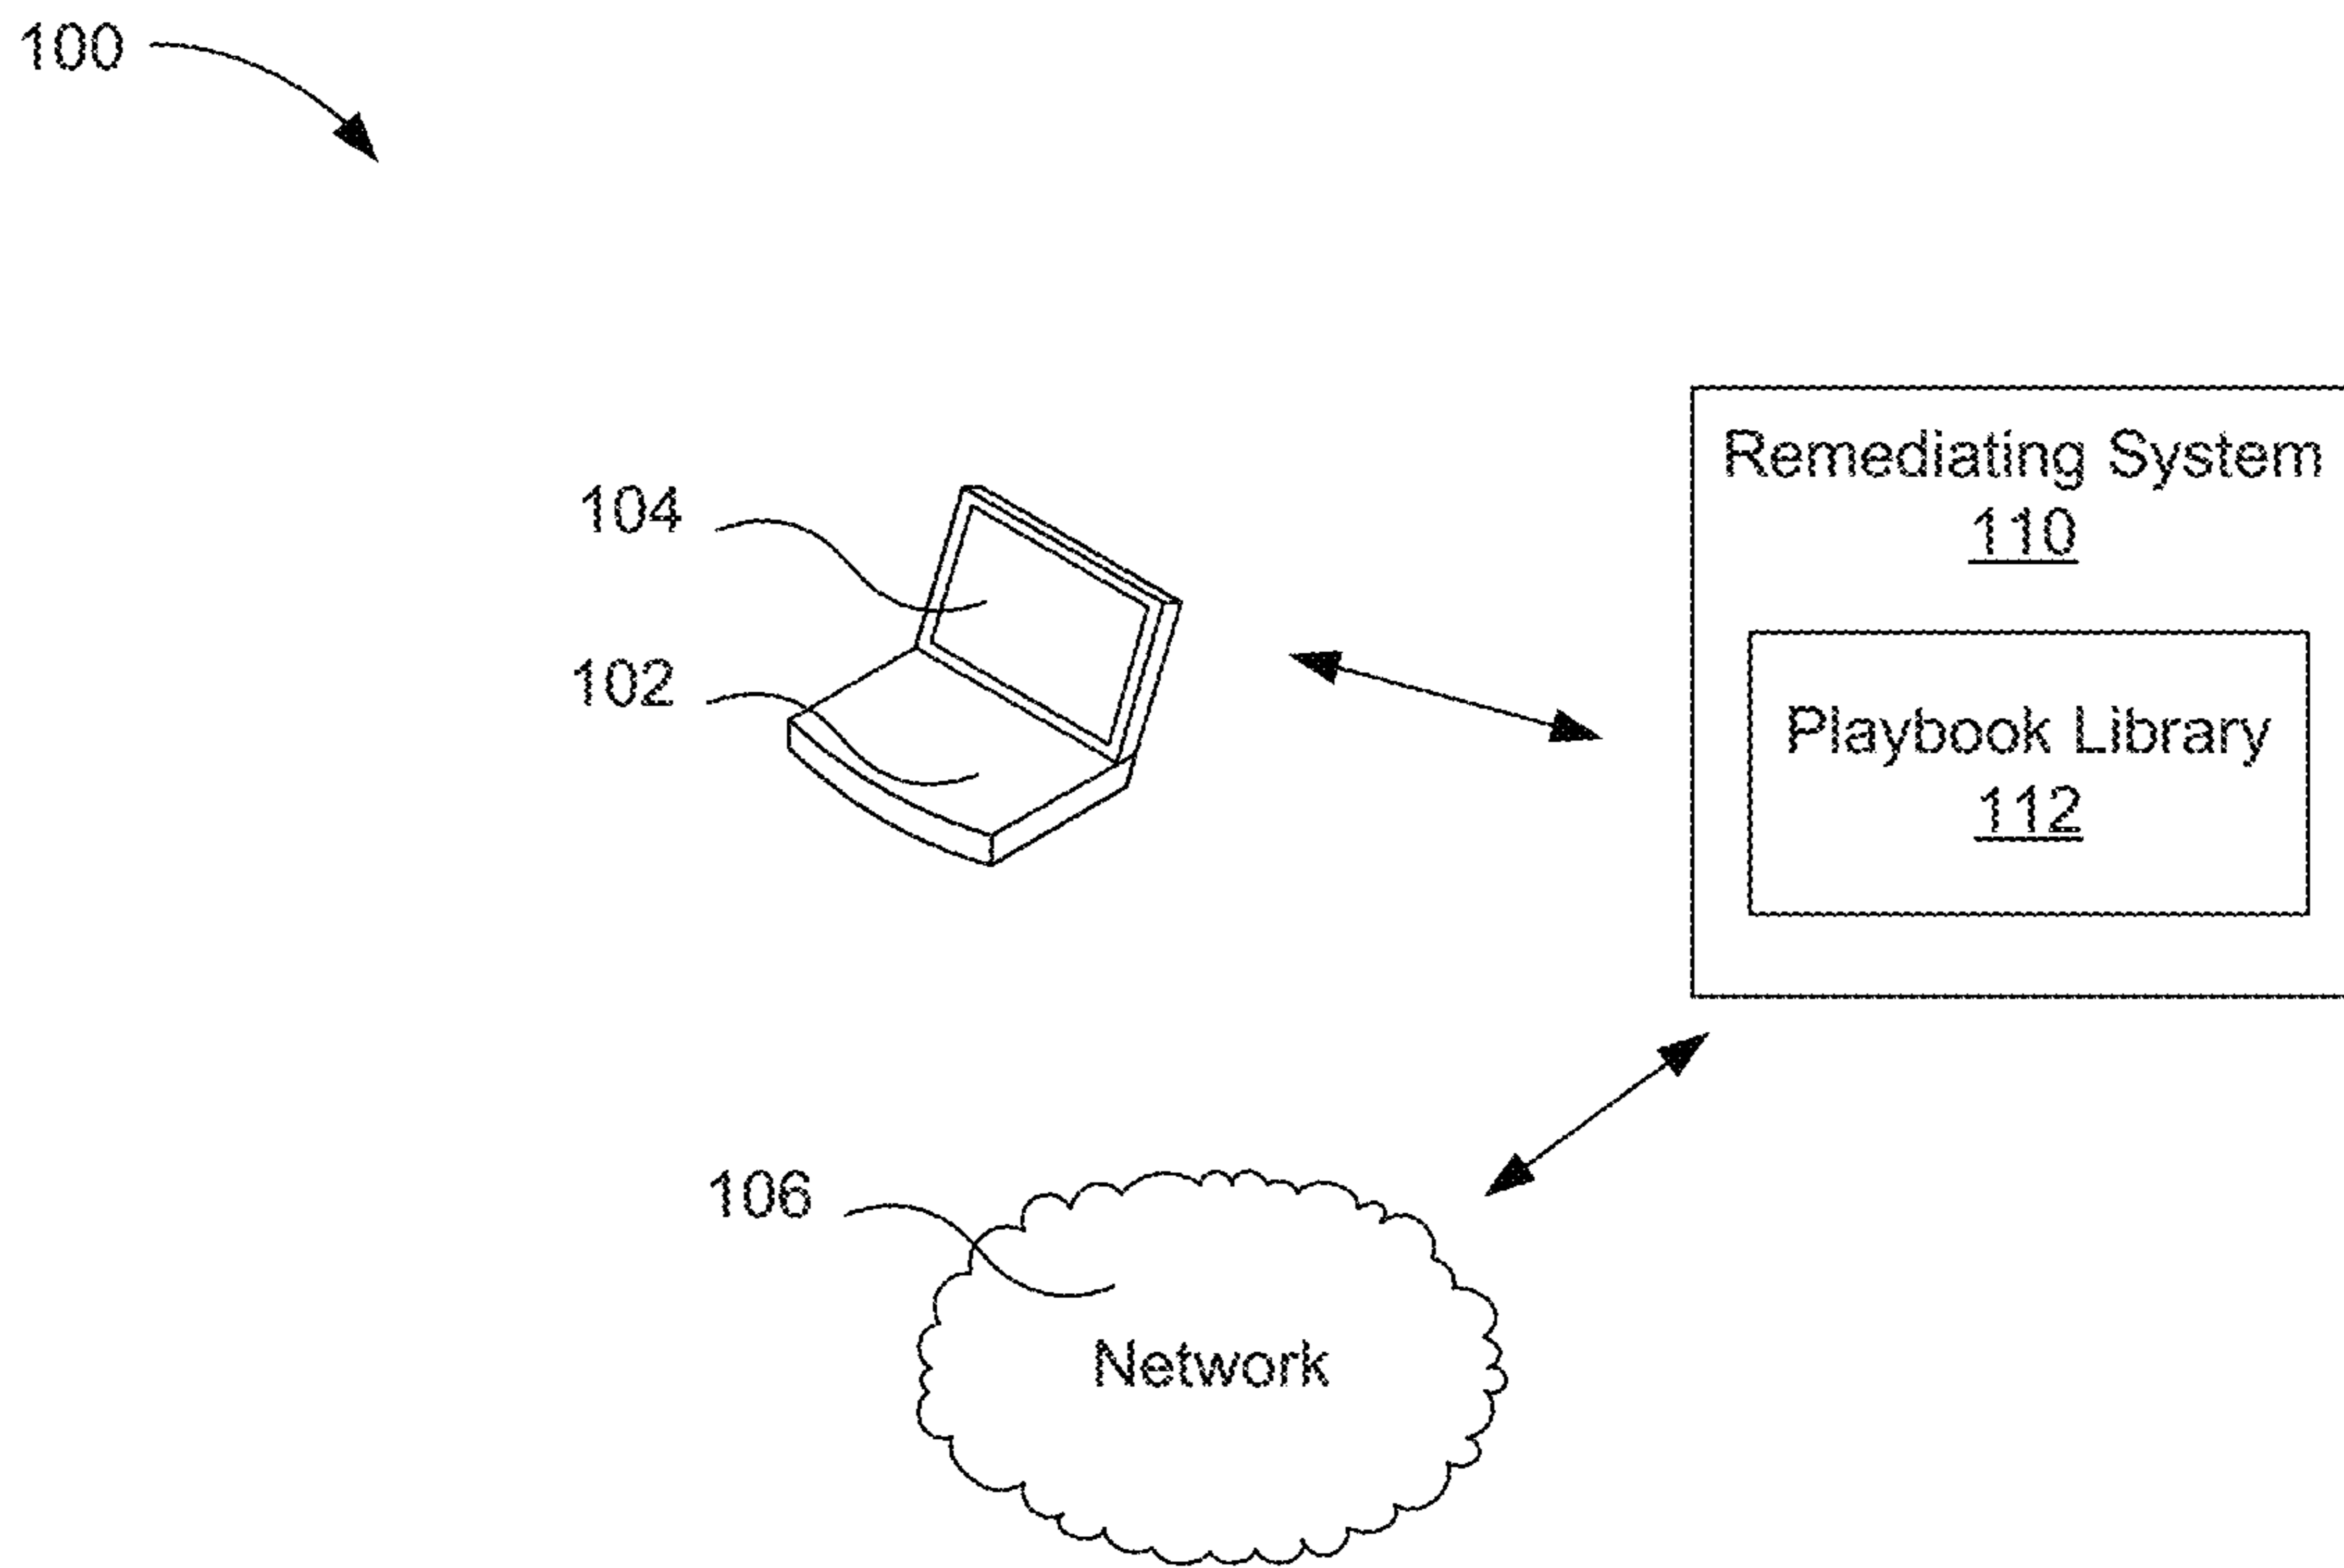 100
Remediating System
110
104
102
Playbook Library
112
106
Network